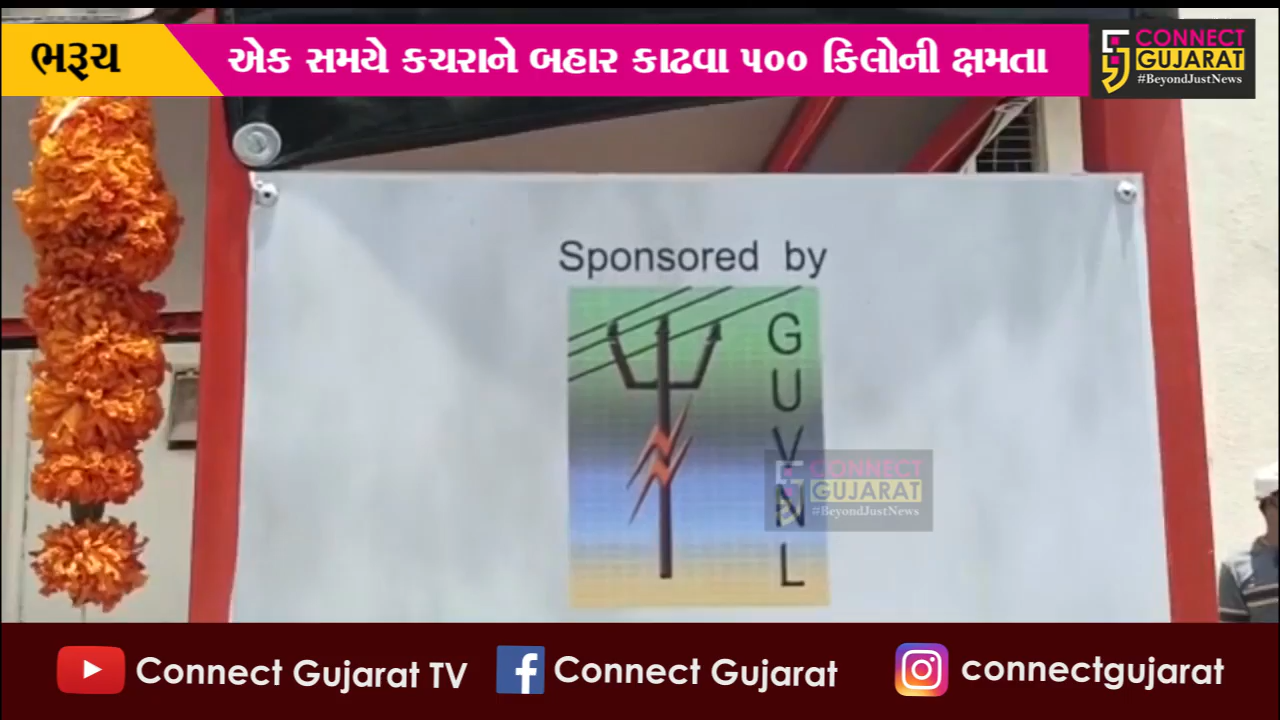 ભરૂચ
એક સમયે કચરાને બહાર કાઢવા ૫૦૦ કિલોની ક્ષમતા
CONNECT
GUJARAT
#BeyondJustNews
Sponsored by
G
U
V
N
L
CONNECT
GUJARAT
#BeyondJustNews
Connect Gujarat TV
Connect Gujarat
connectgujarat